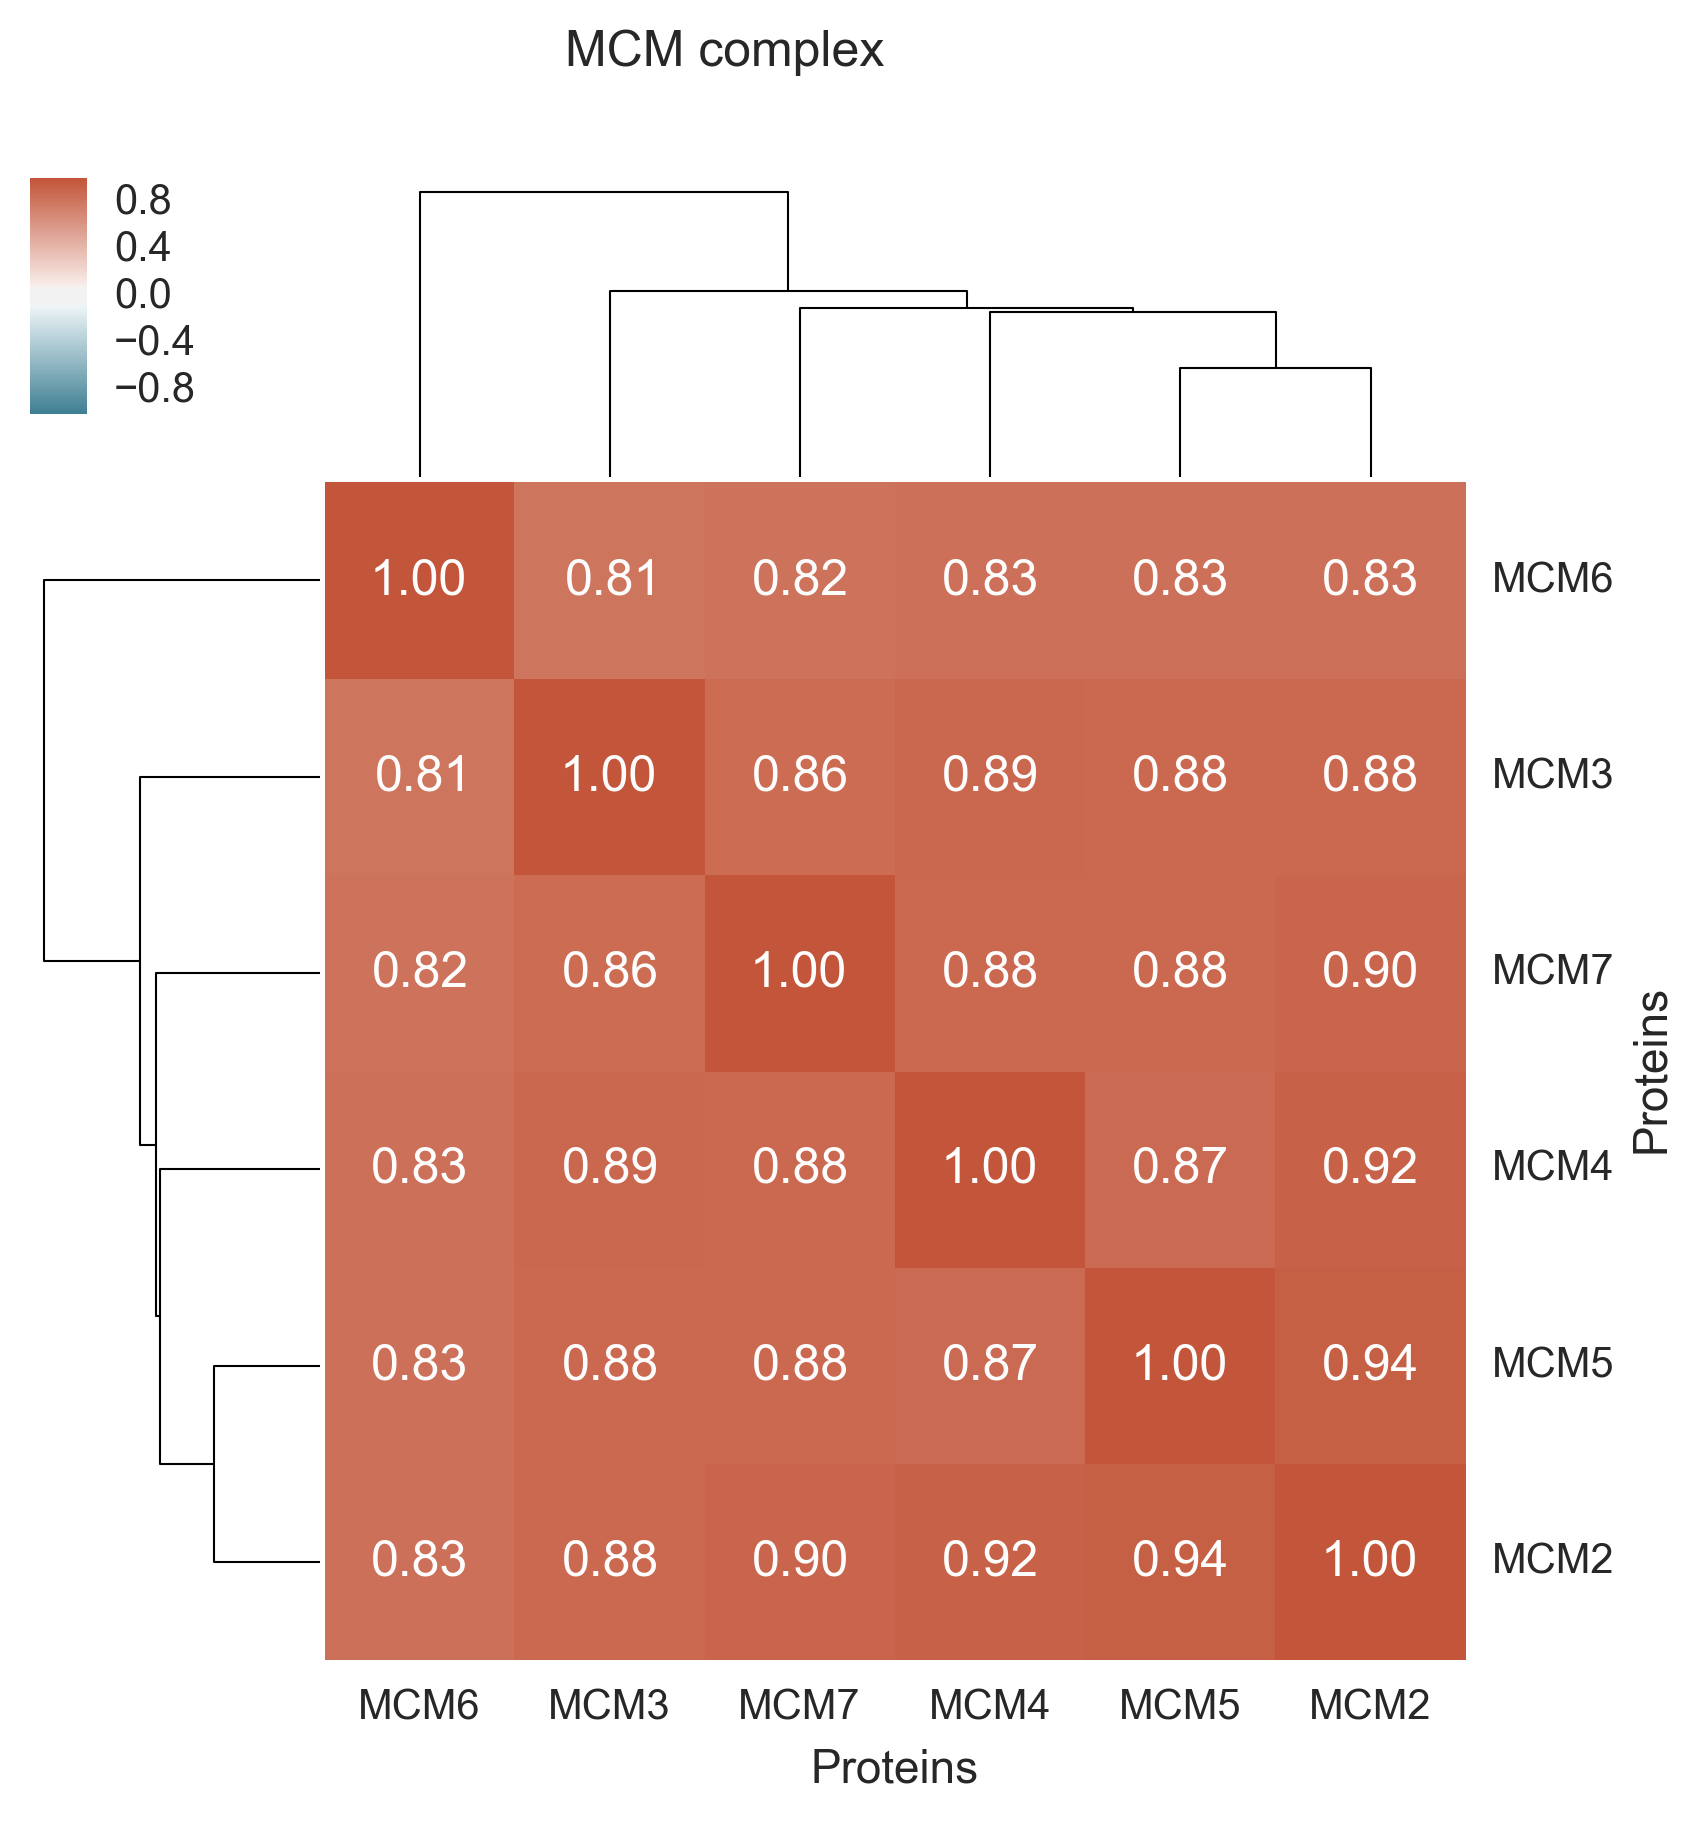 MCM complex
0.8
0.4
0.0
−0.4
−0.8
1.00 0.81 0.82 0.83 0.83 0.83 MCM6
0.81 1.00 0.86 0.89 0.88 0.88 MCM3
0.82 0.86 1.00 0.88 0.88 0.90 MCM7
0.83 0.89 0.88 1.00 0.87 0.92 MCM4
0.83 0.88 0.88 0.87 1.00 0.94 MCM5
0.83 0.88 0.90 0.92 0.94 1.00 MCM2
Proteins
MCM6 MCM3 MCM7 MCM4 MCM5 MCM2
Proteins